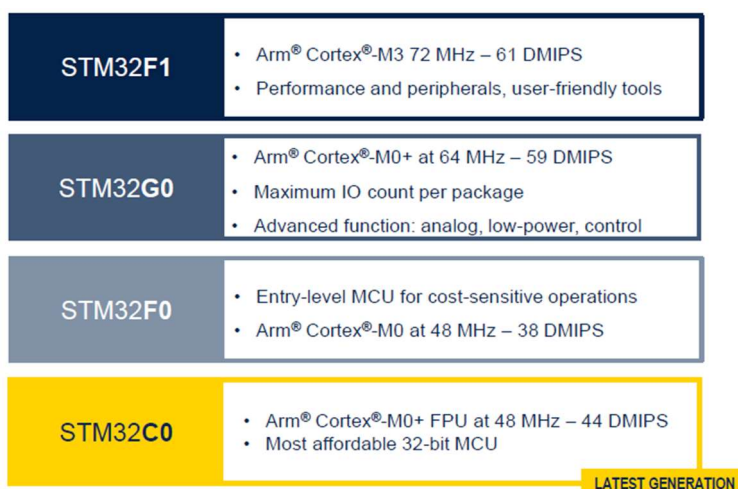 STM32F1
• Arm® Cortex®-M3 72 MHz – 61 DMIPS
• Performance and peripherals, user-friendly tools
STM32G0
• Arm® Cortex®-M0+ at 64 MHz – 59 DMIPS
• Maximum IO count per package
• Advanced function: analog, low-power, control
STM32F0
• Entry-level MCU for cost-sensitive operations
• Arm® Cortex®-M0 at 48 MHz – 38 DMIPS
STM32C0
• Arm® Cortex®-M0+ FPU at 48 MHz – 44 DMIPS
• Most affordable 32-bit MCU
LATEST GENERATION